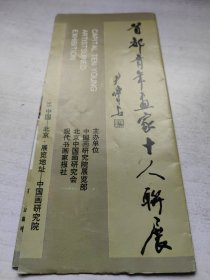 首都青年画家十人联展
CAPITAL TEN YOUNG
ARTISTS UNITED
EXHIBITION
主办单位
中国画研究院展览部
北京中国画研究会
现代书画家报社
中国·北京·展览地址—中国画研究院